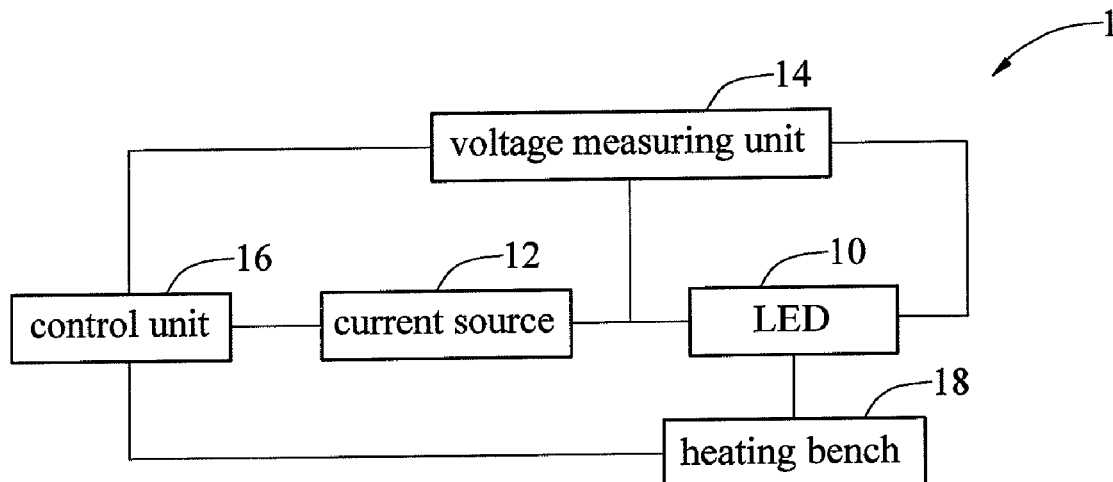 1
14
voltage measuring unit
16
12
10
control unit
current source
LED
18
heating bench